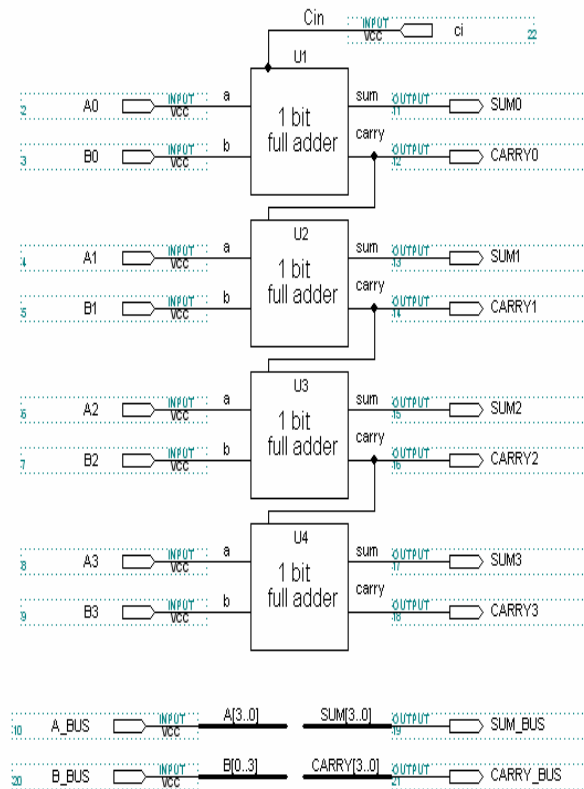 Cin INPUT VCC ci 22
U1
2 A0 INPUT VCC a sum OUTPUT 11 SUM0
1 bit full adder
3 B0 INPUT VCC b carry OUTPUT 12 CARRY0
U2
4 A1 INPUT VCC a sum OUTPUT 13 SUM1
1 bit full adder
5 B1 INPUT VCC b carry OUTPUT 14 CARRY1
U3
6 A2 INPUT VCC a sum OUTPUT 15 SUM2
1 bit full adder
7 B2 INPUT VCC b carry OUTPUT 16 CARRY2
U4
8 A3 INPUT VCC a sum OUTPUT 17 SUM3
1 bit full adder
9 B3 INPUT VCC b carry OUTPUT 18 CARRY3
10 A_BUS INPUT VCC A[3..0] SUM[3..0] OUTPUT 19 SUM_BUS
20 B_BUS INPUT VCC B[0..3] CARRY[3..0] OUTPUT 21 CARRY_BUS